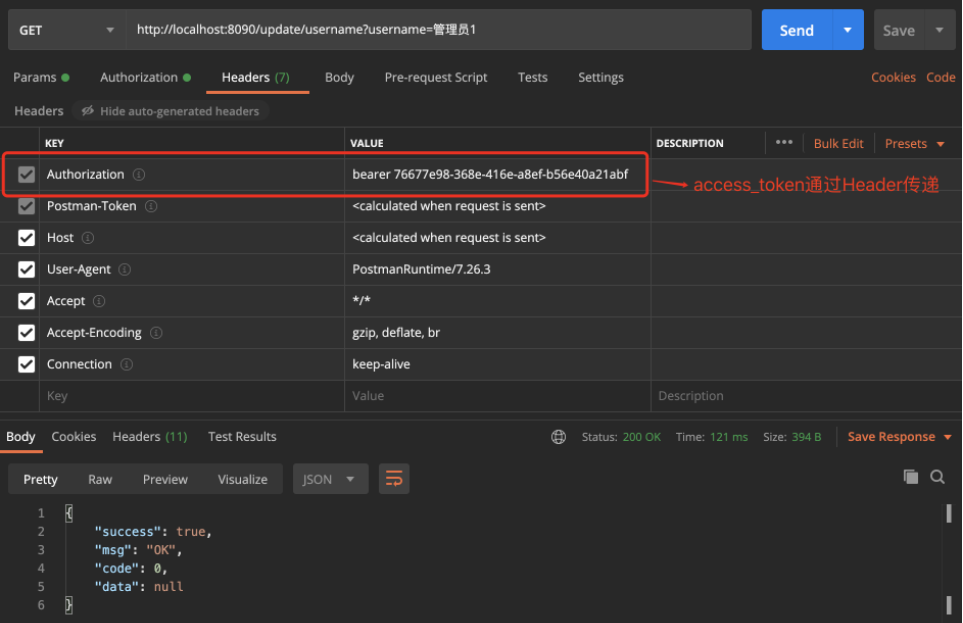 GET http://localhost:8090/update/username?username=管理员1 Send Save
Params Authorization Headers (7) Body Pre-request Script Tests Settings Cookies Code
Headers Hide auto-generated headers
KEY VALUE DESCRIPTION ••• Bulk Edit Presets
Authorization bearer 76677e98-368e-416e-a8ef-b56e40a21abf access_token通过Header传递
Postman-Token <calculated when request is sent>
Host <calculated when request is sent>
User-Agent PostmanRuntime/7.26.3
Accept */*
Accept-Encoding gzip, deflate, br
Connection keep-alive
Key Value Description
Body Cookies Headers (11) Test Results Status: 200 OK Time: 121 ms Size: 394 B Save Response
Pretty Raw Preview Visualize JSON
1 {
2 "success": true,
3 "msg": "OK",
4 "code": 0,
5 "data": null
6 }